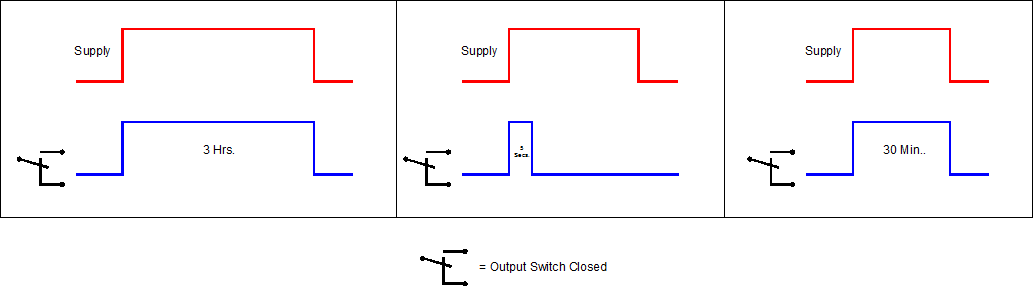 Supply
3 Hrs.
Supply
5
Secs.
Supply
30 Min..
= Output Switch Closed